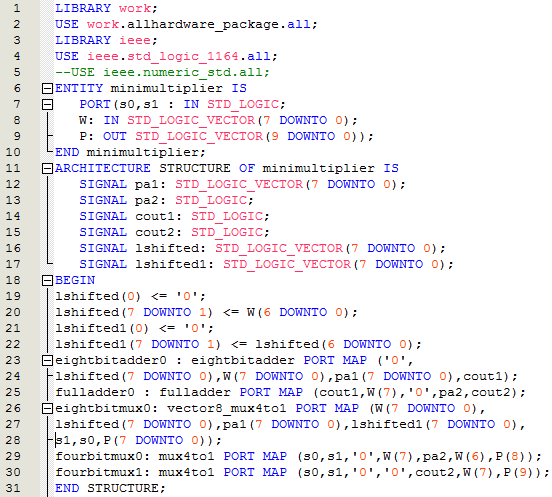 1 LIBRARY work;
2 USE work.allhardware_package.all;
3 LIBRARY ieee;
4 USE ieee.std_logic_1164.all;
5 --USE ieee.numeric_std.all;
6 ENTITY minimultiplier IS
7 PORT(s0,s1 : IN STD_LOGIC;
8 W: IN STD_LOGIC_VECTOR(7 DOWNTO 0);
9 P: OUT STD_LOGIC_VECTOR(9 DOWNTO 0));
10 END minimultiplier;
11 ARCHITECTURE STRUCTURE OF minimultiplier IS
12 SIGNAL pa1: STD_LOGIC_VECTOR(7 DOWNTO 0);
13 SIGNAL pa2: STD_LOGIC;
14 SIGNAL cout1: STD_LOGIC;
15 SIGNAL cout2: STD_LOGIC;
16 SIGNAL lshifted: STD_LOGIC_VECTOR(7 DOWNTO 0);
17 SIGNAL lshifted1: STD_LOGIC_VECTOR(7 DOWNTO 0);
18 BEGIN
19 lshifted(0) <= '0';
20 lshifted(7 DOWNTO 1) <= W(6 DOWNTO 0);
21 lshifted1(0) <= '0';
22 lshifted1(7 DOWNTO 1) <= lshifted(6 DOWNTO 0);
23 eightbitadder0 : eightbitadder PORT MAP ('0',
24 lshifted(7 DOWNTO 0),W(7 DOWNTO 0),pa1(7 DOWNTO 0),cout1);
25 fulladder0 : fulladder PORT MAP (cout1,W(7),'0',pa2,cout2);
26 eightbitmux0: vector8_mux4to1 PORT MAP (W(7 DOWNTO 0),
27 lshifted(7 DOWNTO 0),pa1(7 DOWNTO 0),lshifted1(7 DOWNTO 0),
28 s1,s0,P(7 DOWNTO 0));
29 fourbitmux0: mux4to1 PORT MAP (s0,s1,'0',W(7),pa2,W(6),P(8));
30 fourbitmux1: mux4to1 PORT MAP (s0,s1,'0','0',cout2,W(7),P(9));
31 END STRUCTURE;